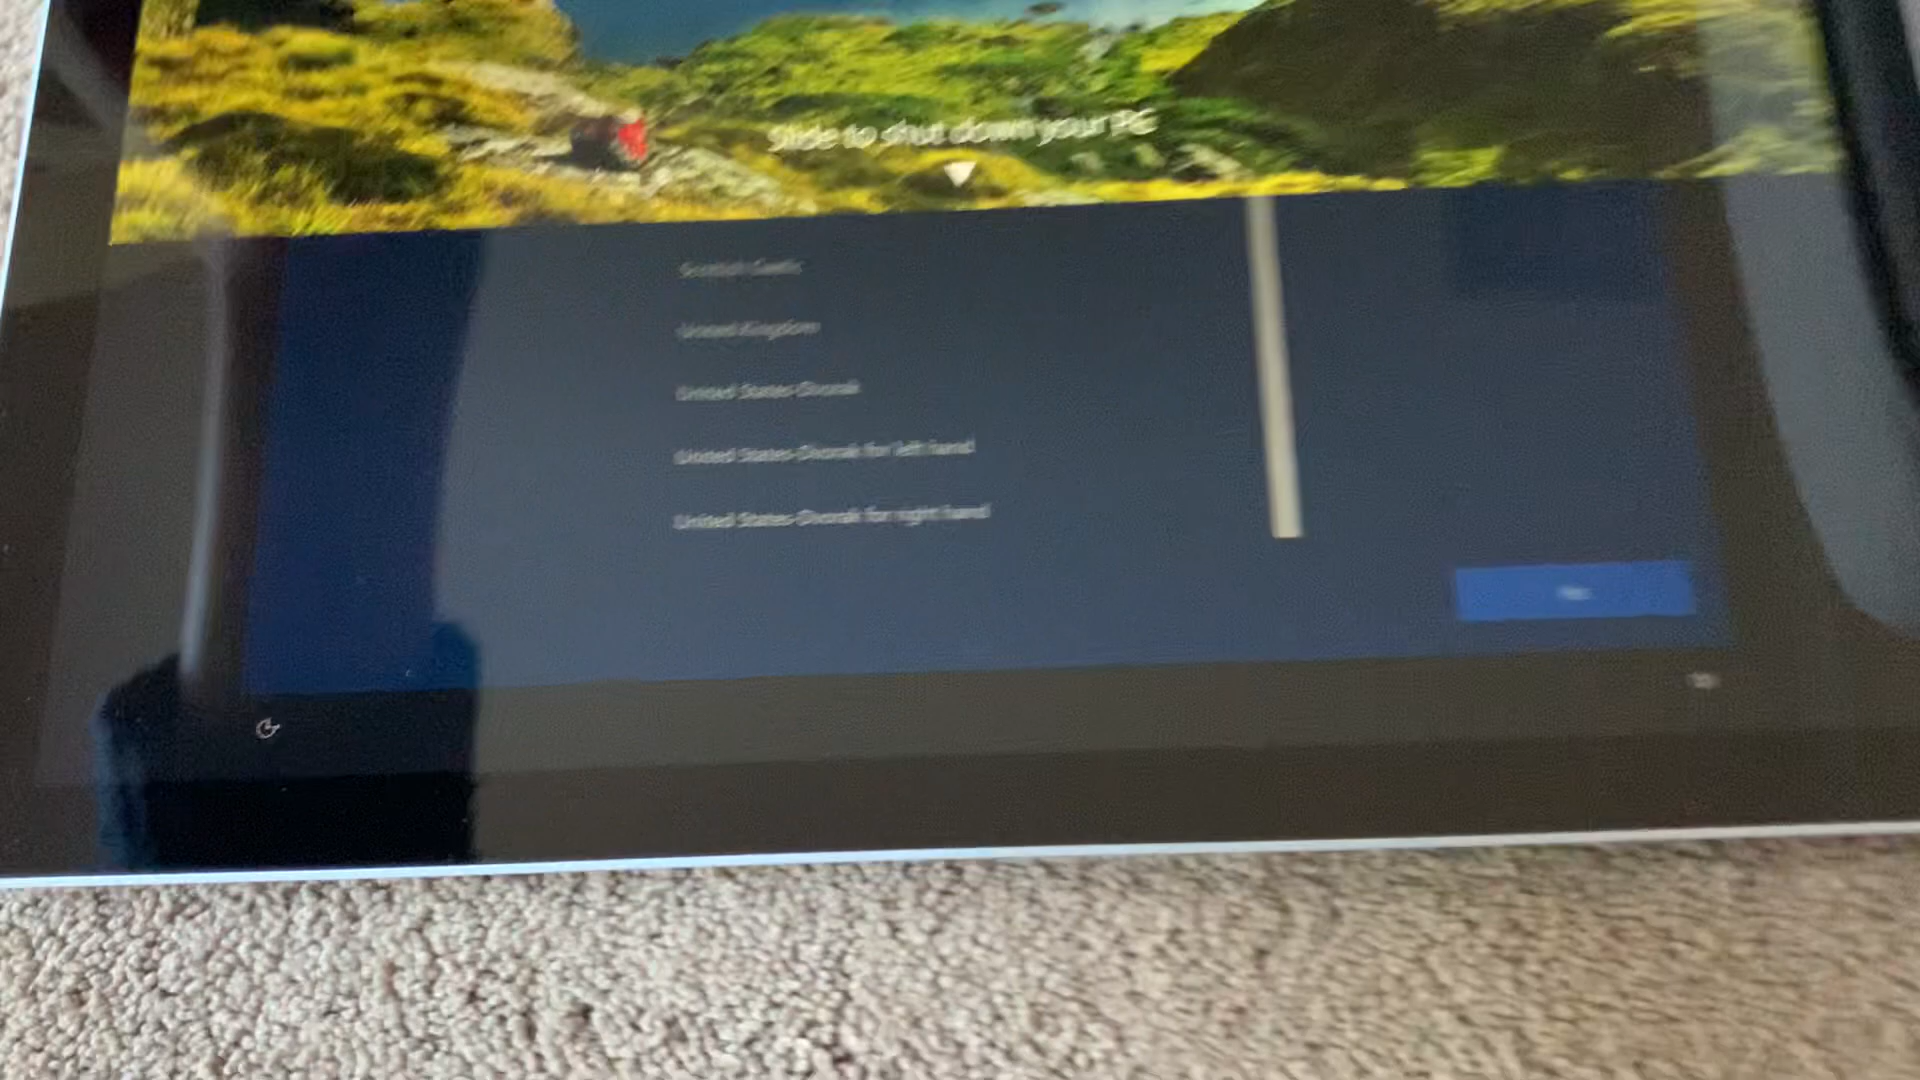 Slide to shut down your PC
Scottish Gaelic
United Kingdom
United States-Dvorak
United States-Dvorak for left hand
United States-Dvorak for right hand
Yes